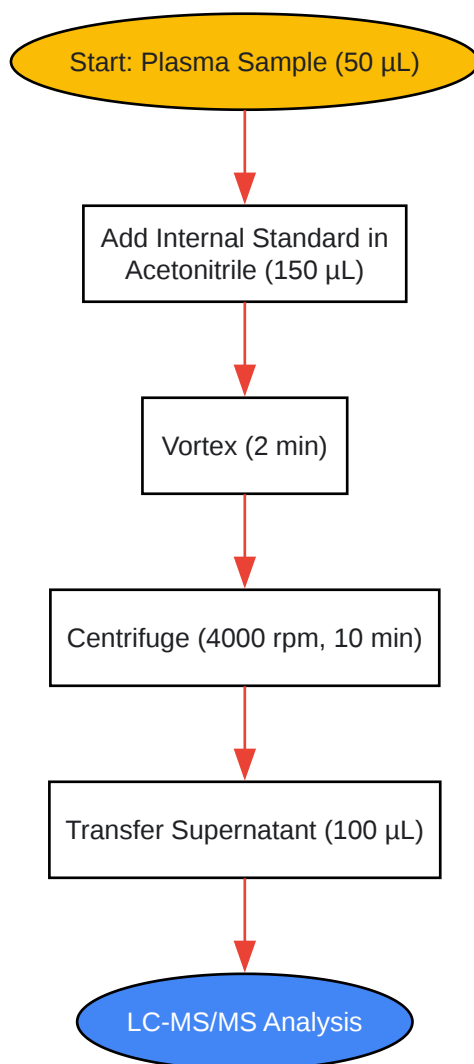 Start: Plasma Sample (50 µL)
Add Internal Standard in
Acetonitrile (150 µL)
Vortex (2 min)
Centrifuge (4000 rpm, 10 min)
Transfer Supernatant (100 µL)
LC-MS/MS Analysis